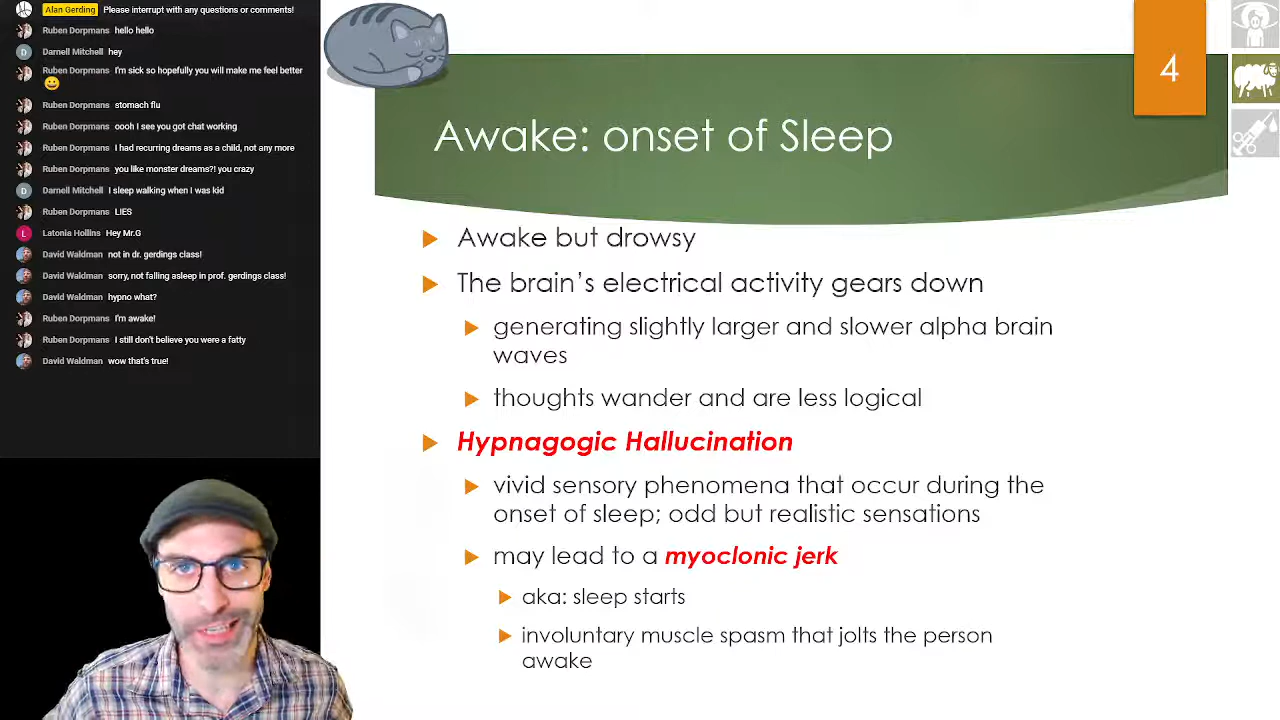 Alan Gerding Please interrupt with any questions or comments!
Ruben Dorpmans hello hello
D Darnell Mitchell hey
Ruben Dorpmans I'm sick so hopefully you will make me feel better
Ruben Dorpmans stomach flu
Ruben Dorpmans oooh I see you got chat working
Ruben Dorpmans I had recurring dreams as a child, not any more
Ruben Dorpmans you like monster dreams?! you crazy
D Darnell Mitchell I sleep walking when I was kid
Ruben Dorpmans LIES
L Latonia Hollins Hey Mr.G
David Waldman not in dr. gerdings class!
David Waldman sorry, not falling asleep in prof. gerdings class!
David Waldman hypno what?
Ruben Dorpmans I'm awake!
Ruben Dorpmans I still don't believe you were a fatty
David Waldman wow that's true!
4
Awake: onset of Sleep
Awake but drowsy
The brain's electrical activity gears down
generating slightly larger and slower alpha brain
waves
thoughts wander and are less logical
Hypnagogic Hallucination
vivid sensory phenomena that occur during the
onset of sleep; odd but realistic sensations
may lead to a myoclonic jerk
aka: sleep starts
involuntary muscle spasm that jolts the person
awake